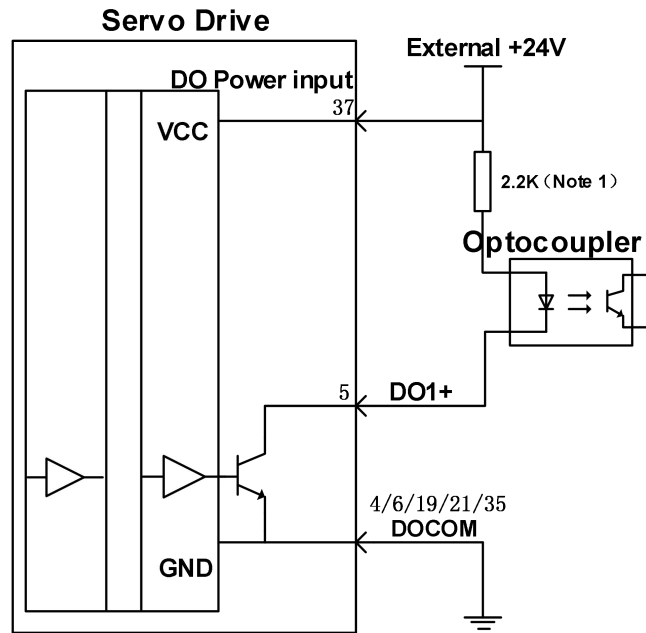 Servo Drive
External +24V
DO Power input
37
VCC
2.2K（Note 1）
Optocoupler
5
DO1+
4/6/19/21/35
DOCOM
GND